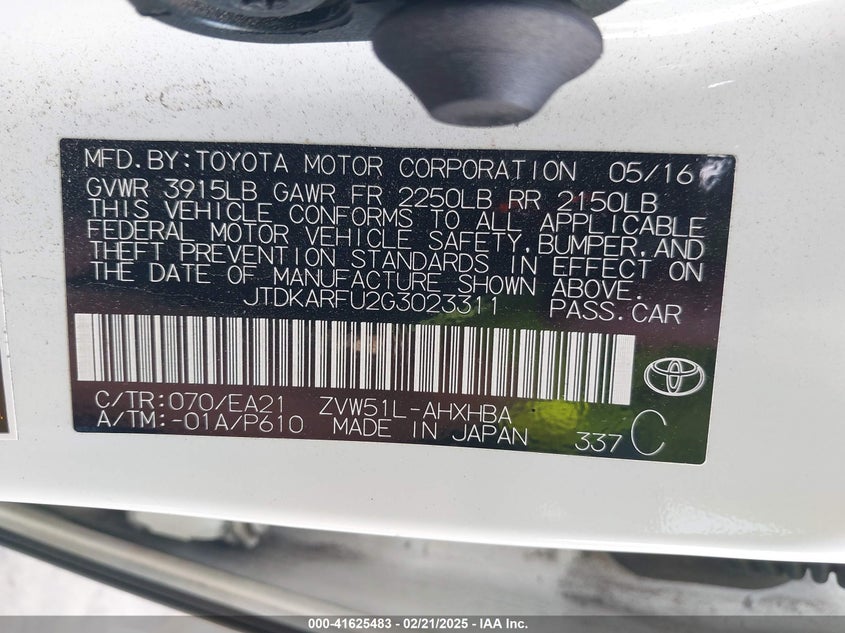 MFD.BY:TOYOTA MOTOR CORPORATION 05/16
GVWR 3915LB GAWR FR 2250LB RR 2150LB
THIS VEHICLE CONFORMS TO ALL APPLICABLE
FEDERAL MOTOR VEHICLE SAFETY,BUMPER,AND
THEFT PREVENTION STANDARDS IN EFFECT ON
THE DATE OF MANUFACTURE SHOWN ABOVE.
JTDKARFU2G3023311 PASS.CAR
C/TR:070/EA21 ZVW51L-AHXHBA
A/TM:-01A/P610 MADE IN JAPAN 337 C
000-41625483 - 02/21/2025 - IAA Inc.